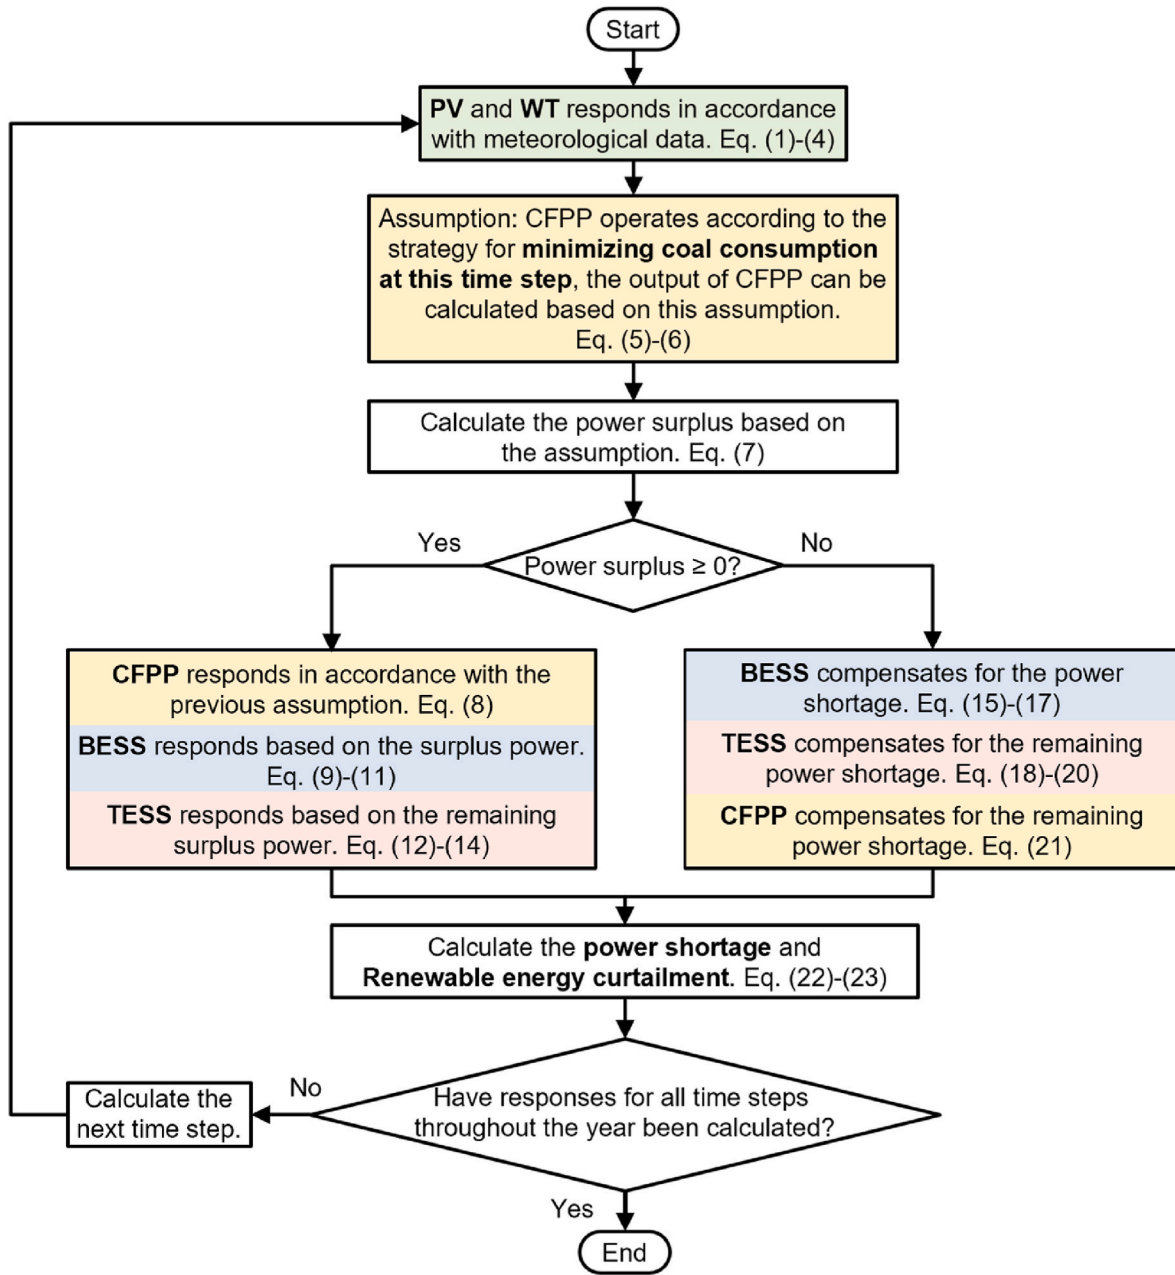 Start
PV and WT responds in accordance
with meteorological data. Eq. (1)-(4)
Assumption: CFPP operates according to the
strategy for minimizing coal consumption
at this time step, the output of CFPP can be
calculated based on this assumption.
Eq. (5)-(6)
Calculate the power surplus based on
the assumption. Eq. (7)
Power surplus ≥ 0?
Yes
No
CFPP responds in accordance with the
previous assumption. Eq. (8)
BESS responds based on the surplus power.
Eq. (9)-(11)
TESS responds based on the remaining
surplus power. Eq. (12)-(14)
BESS compensates for the power
shortage. Eq. (15)-(17)
TESS compensates for the remaining
power shortage. Eq. (18)-(20)
CFPP compensates for the remaining
power shortage. Eq. (21)
Calculate the power shortage and
Renewable energy curtailment. Eq. (22)-(23)
Have responses for all time steps
throughout the year been calculated?
No
Calculate the
next time step.
Yes
End